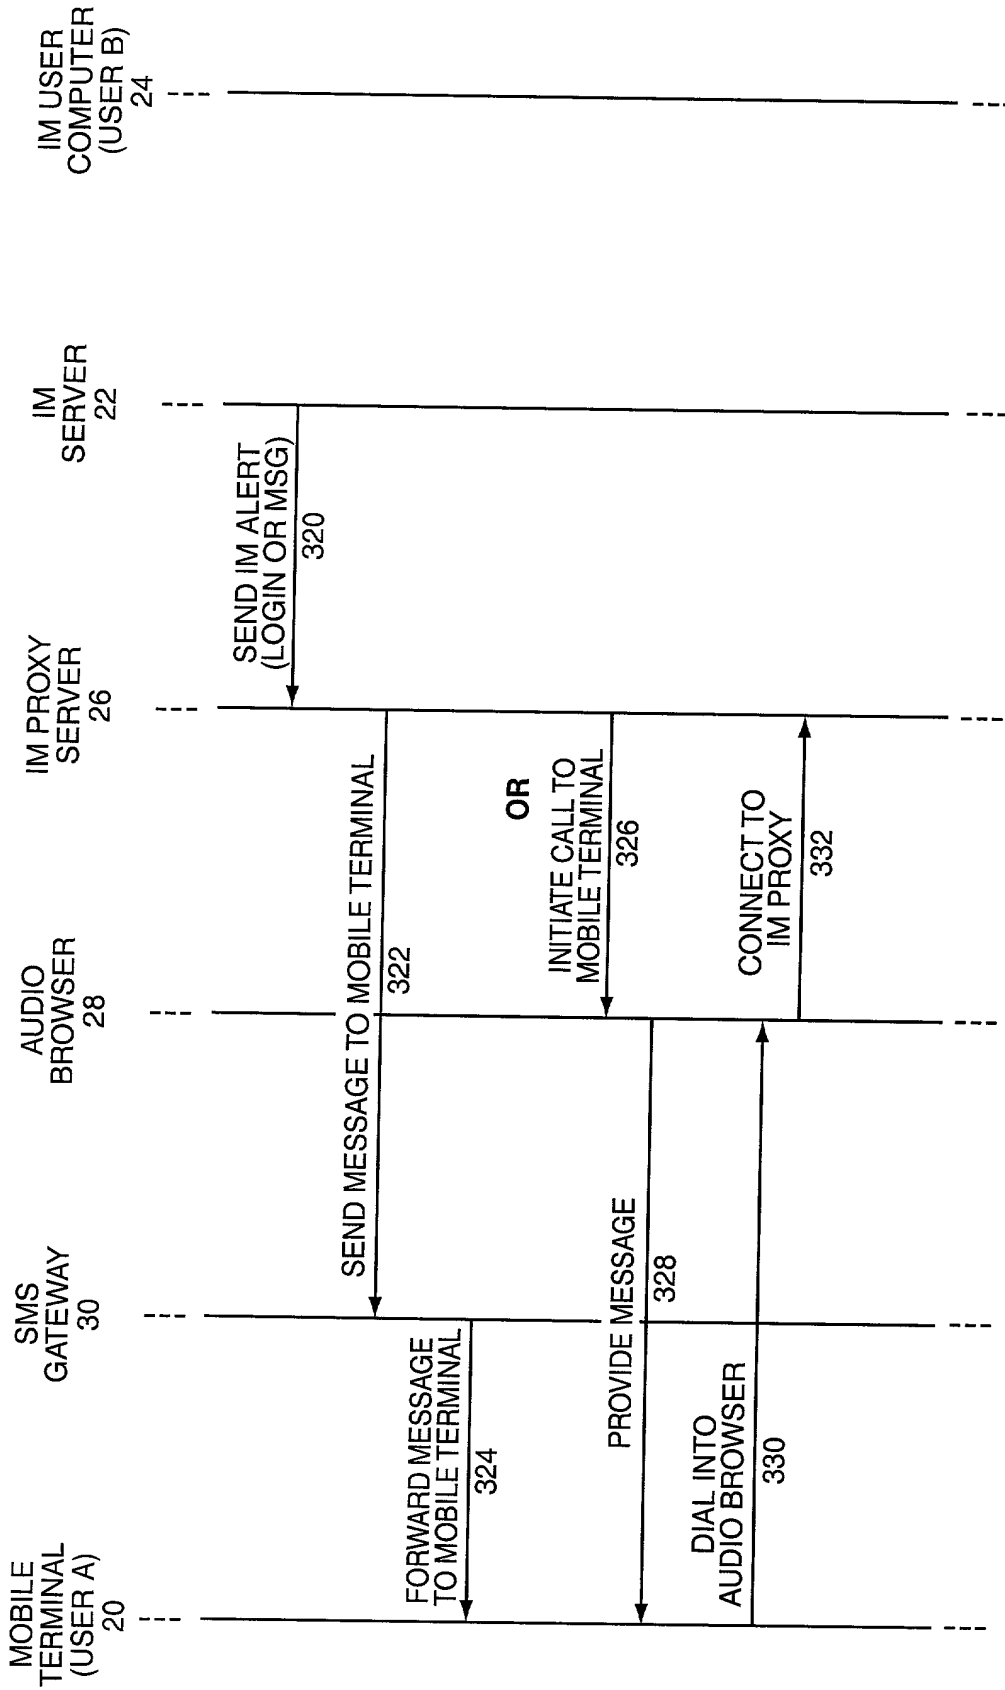 MOBILE
TERMINAL
(USER A)
20
SMS
GATEWAY
30
AUDIO
BROWSER
28
IM PROXY
SERVER
26
IM
SERVER
22
IM USER
COMPUTER
(USER B)
24
SEND IM ALERT
(LOGIN OR MSG)
320
SEND MESSAGE TO MOBILE TERMINAL
322
FORWARD MESSAGE
TO MOBILE TERMINAL
324
OR
INITIATE CALL TO
MOBILE TERMINAL
326
PROVIDE MESSAGE
328
DIAL INTO
AUDIO BROWSER
330
CONNECT TO
IM PROXY
332